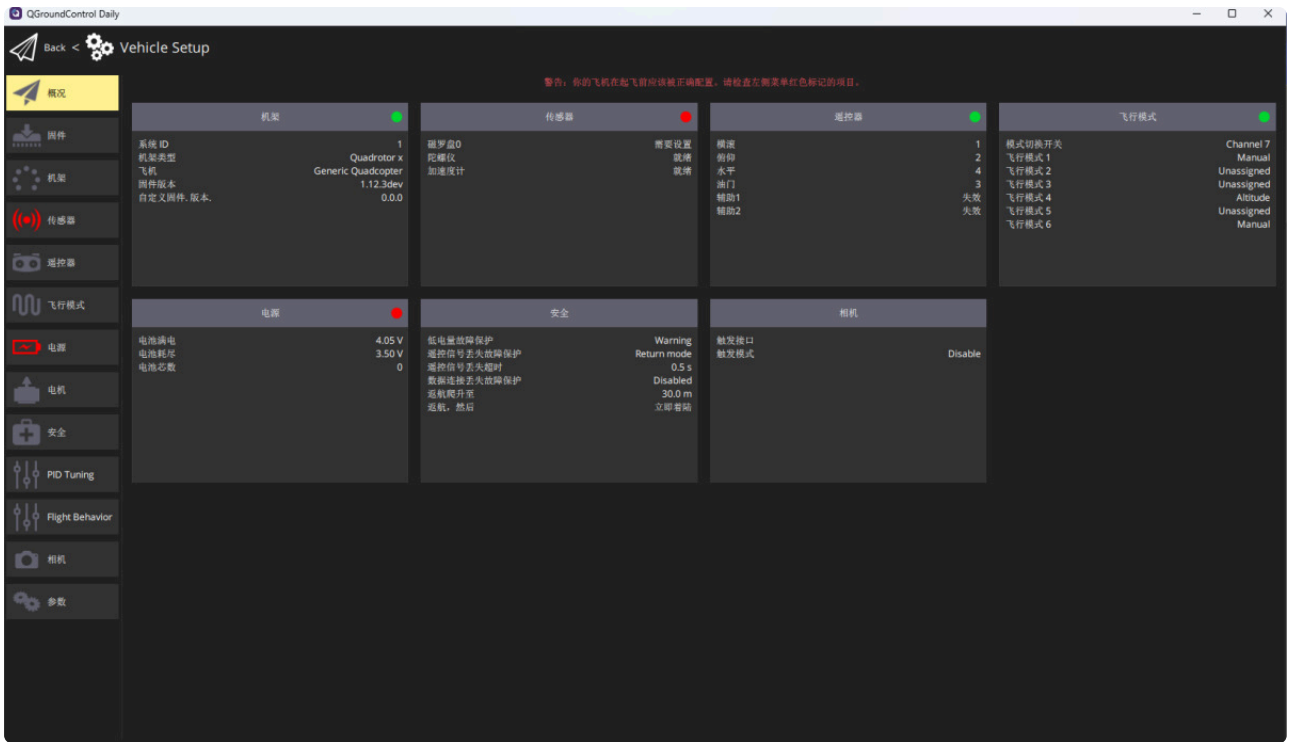 QGroundControl Daily
Back < Vehicle Setup
概况
固件
机架
传感器
遥控器
飞行模式
电源
电机
安全
PID Tuning
Flight Behavior
相机
参数
警告：你的飞机在起飞前应该被正确配置。请检查左侧菜单红色标记的项目。
机架
系统 ID 1
机架类型 Quadrotor x
飞机 Generic Quadcopter
固件版本 1.12.3dev
自定义固件. 版本. 0.0.0
传感器
磁罗盘0 需要设置
陀螺仪 就绪
加速度计 就绪
遥控器
横滚 1
俯仰 2
水平 4
油门 3
辅助1 失效
辅助2 失效
飞行模式
模式切换开关 Channel 7
飞行模式 1 Manual
飞行模式 2 Unassigned
飞行模式 3 Unassigned
飞行模式 4 Altitude
飞行模式 5 Unassigned
飞行模式 6 Manual
电源
电池满电 4.05 V
电池耗尽 3.50 V
电池芯数 0
安全
低电量故障保护 Warning
遥控信号丢失故障保护 Return mode
遥控信号丢失超时 0.5 s
数据连接丢失故障保护 Disabled
返航爬升至 30.0 m
返航，然后 立即着陆
相机
触发接口
触发模式 Disable